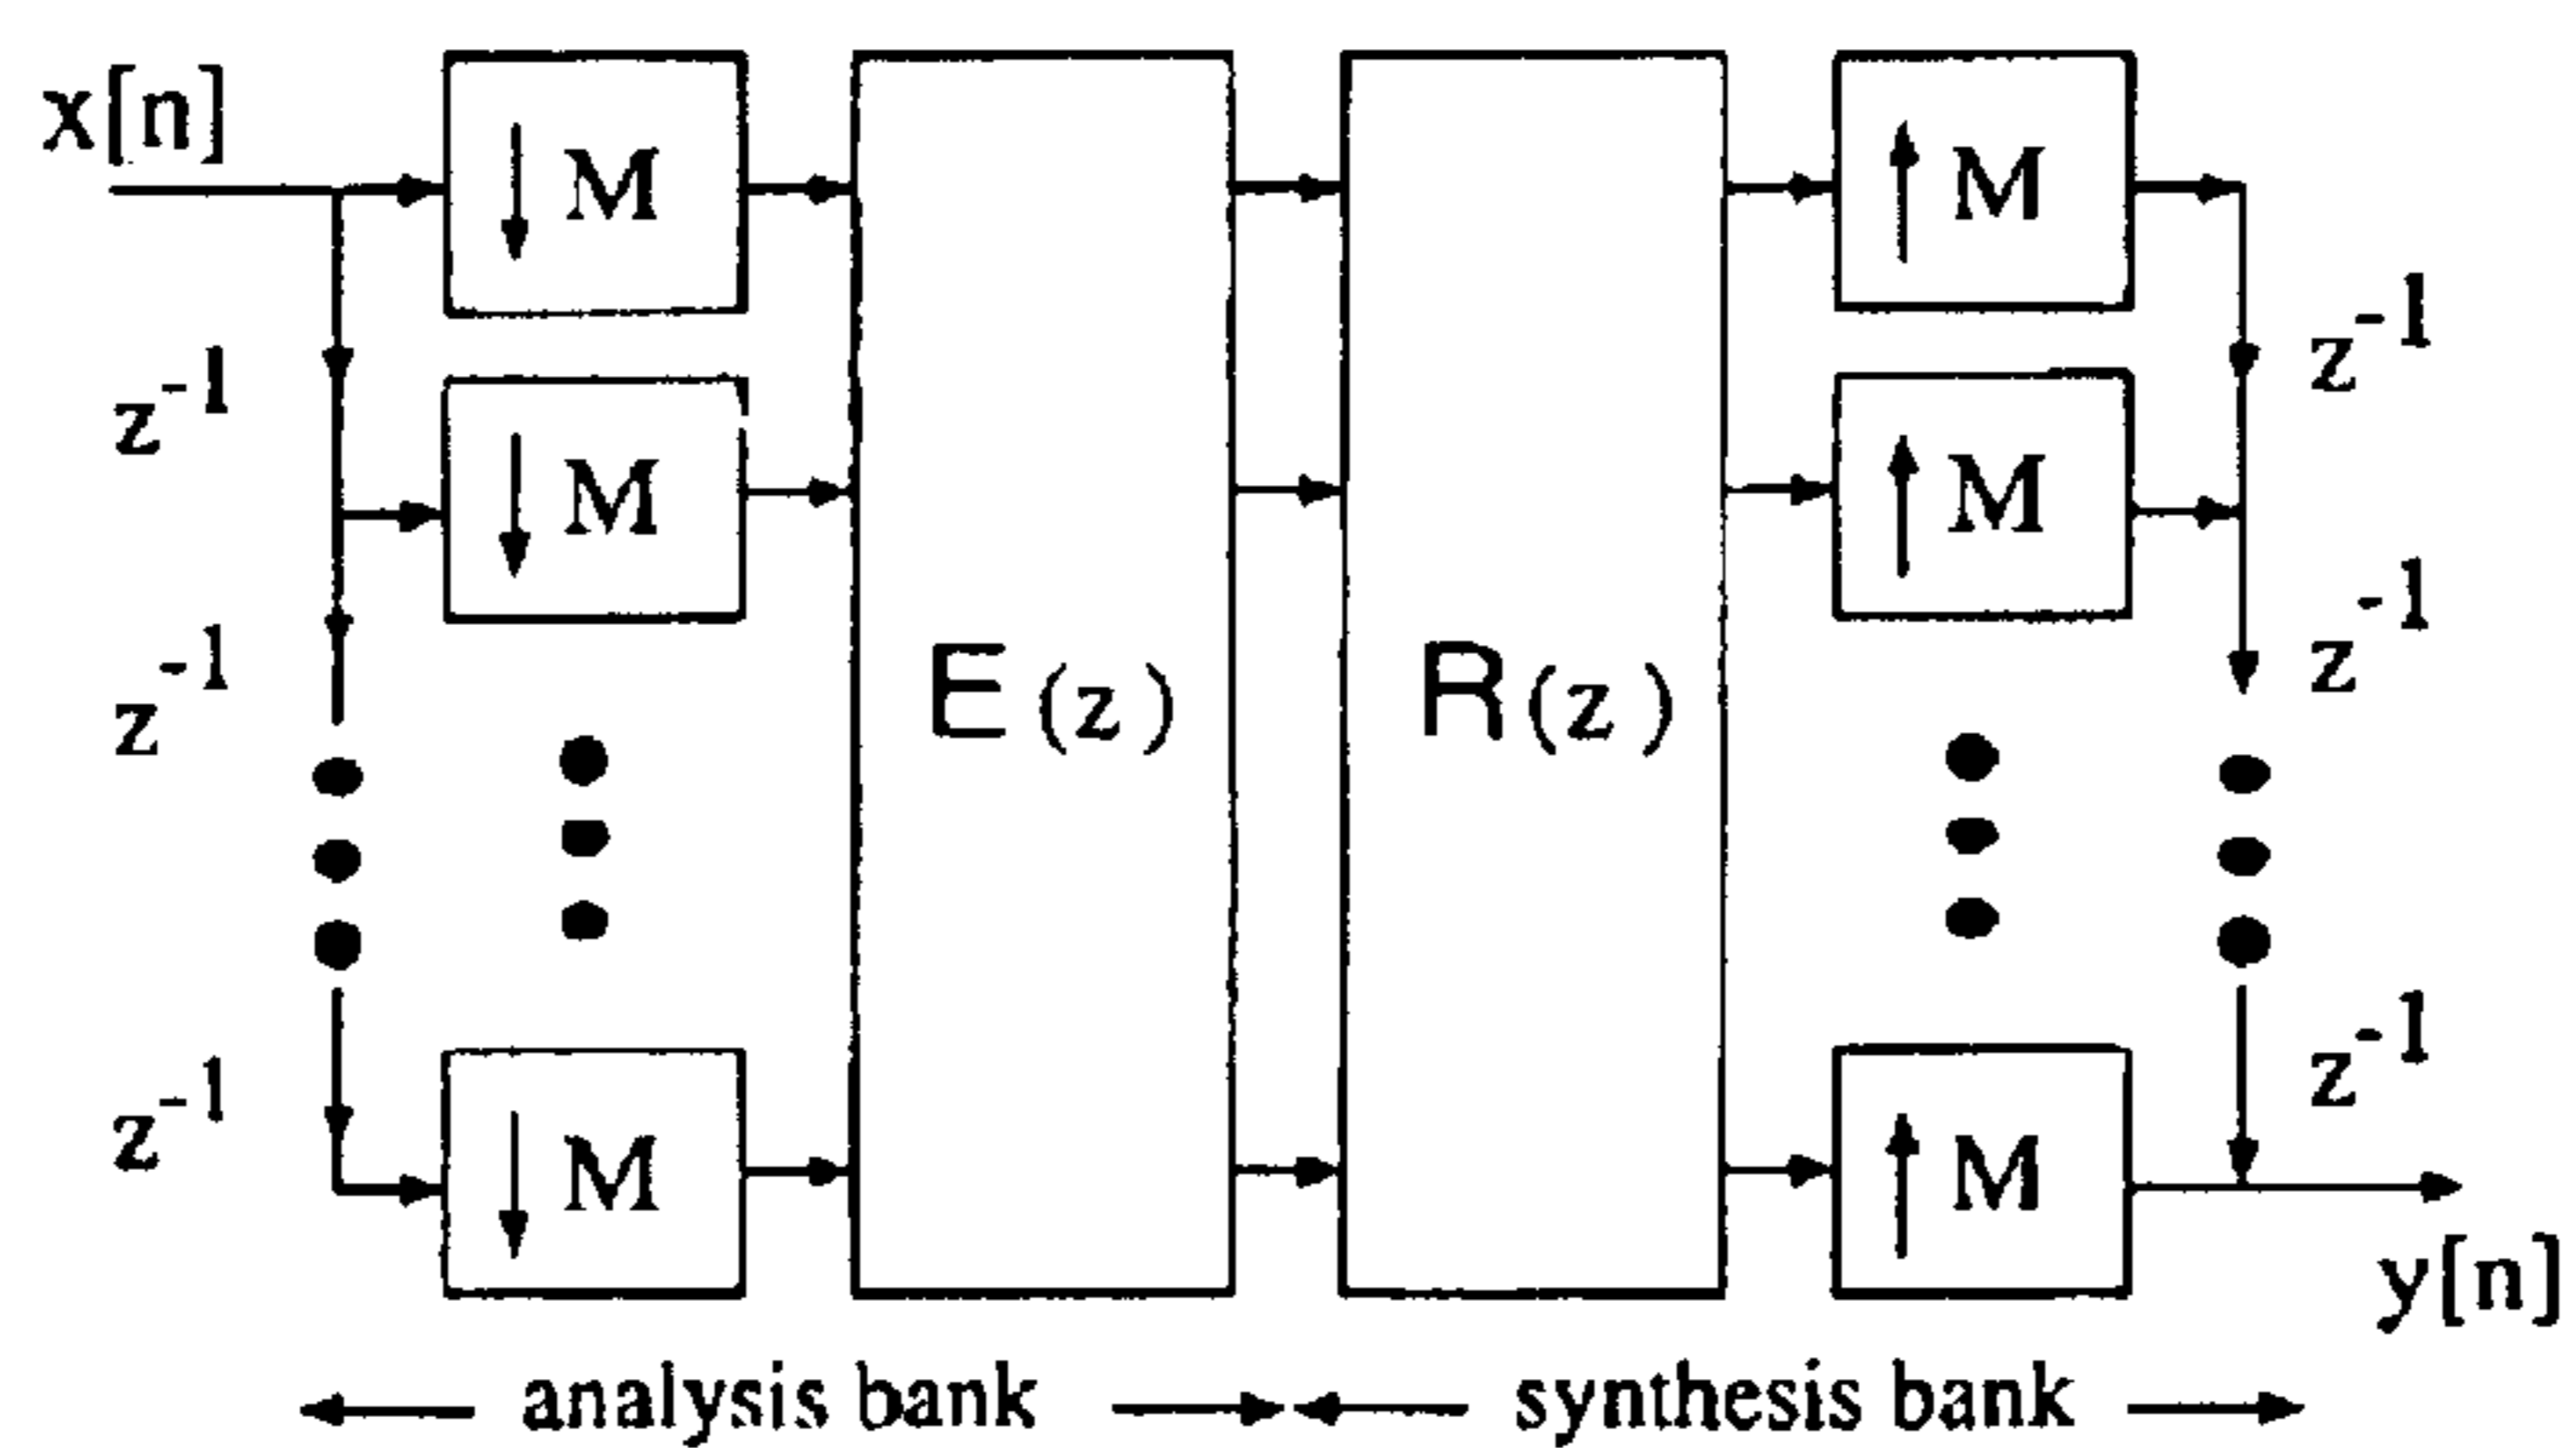 x[n]
↓ M
↑ M
z^-1
z^-1
↓ M
↑ M
z^-1
z^-1
E(z)
R(z)
z^-1
z^-1
↓ M
↑ M
y[n]
analysis bank
synthesis bank